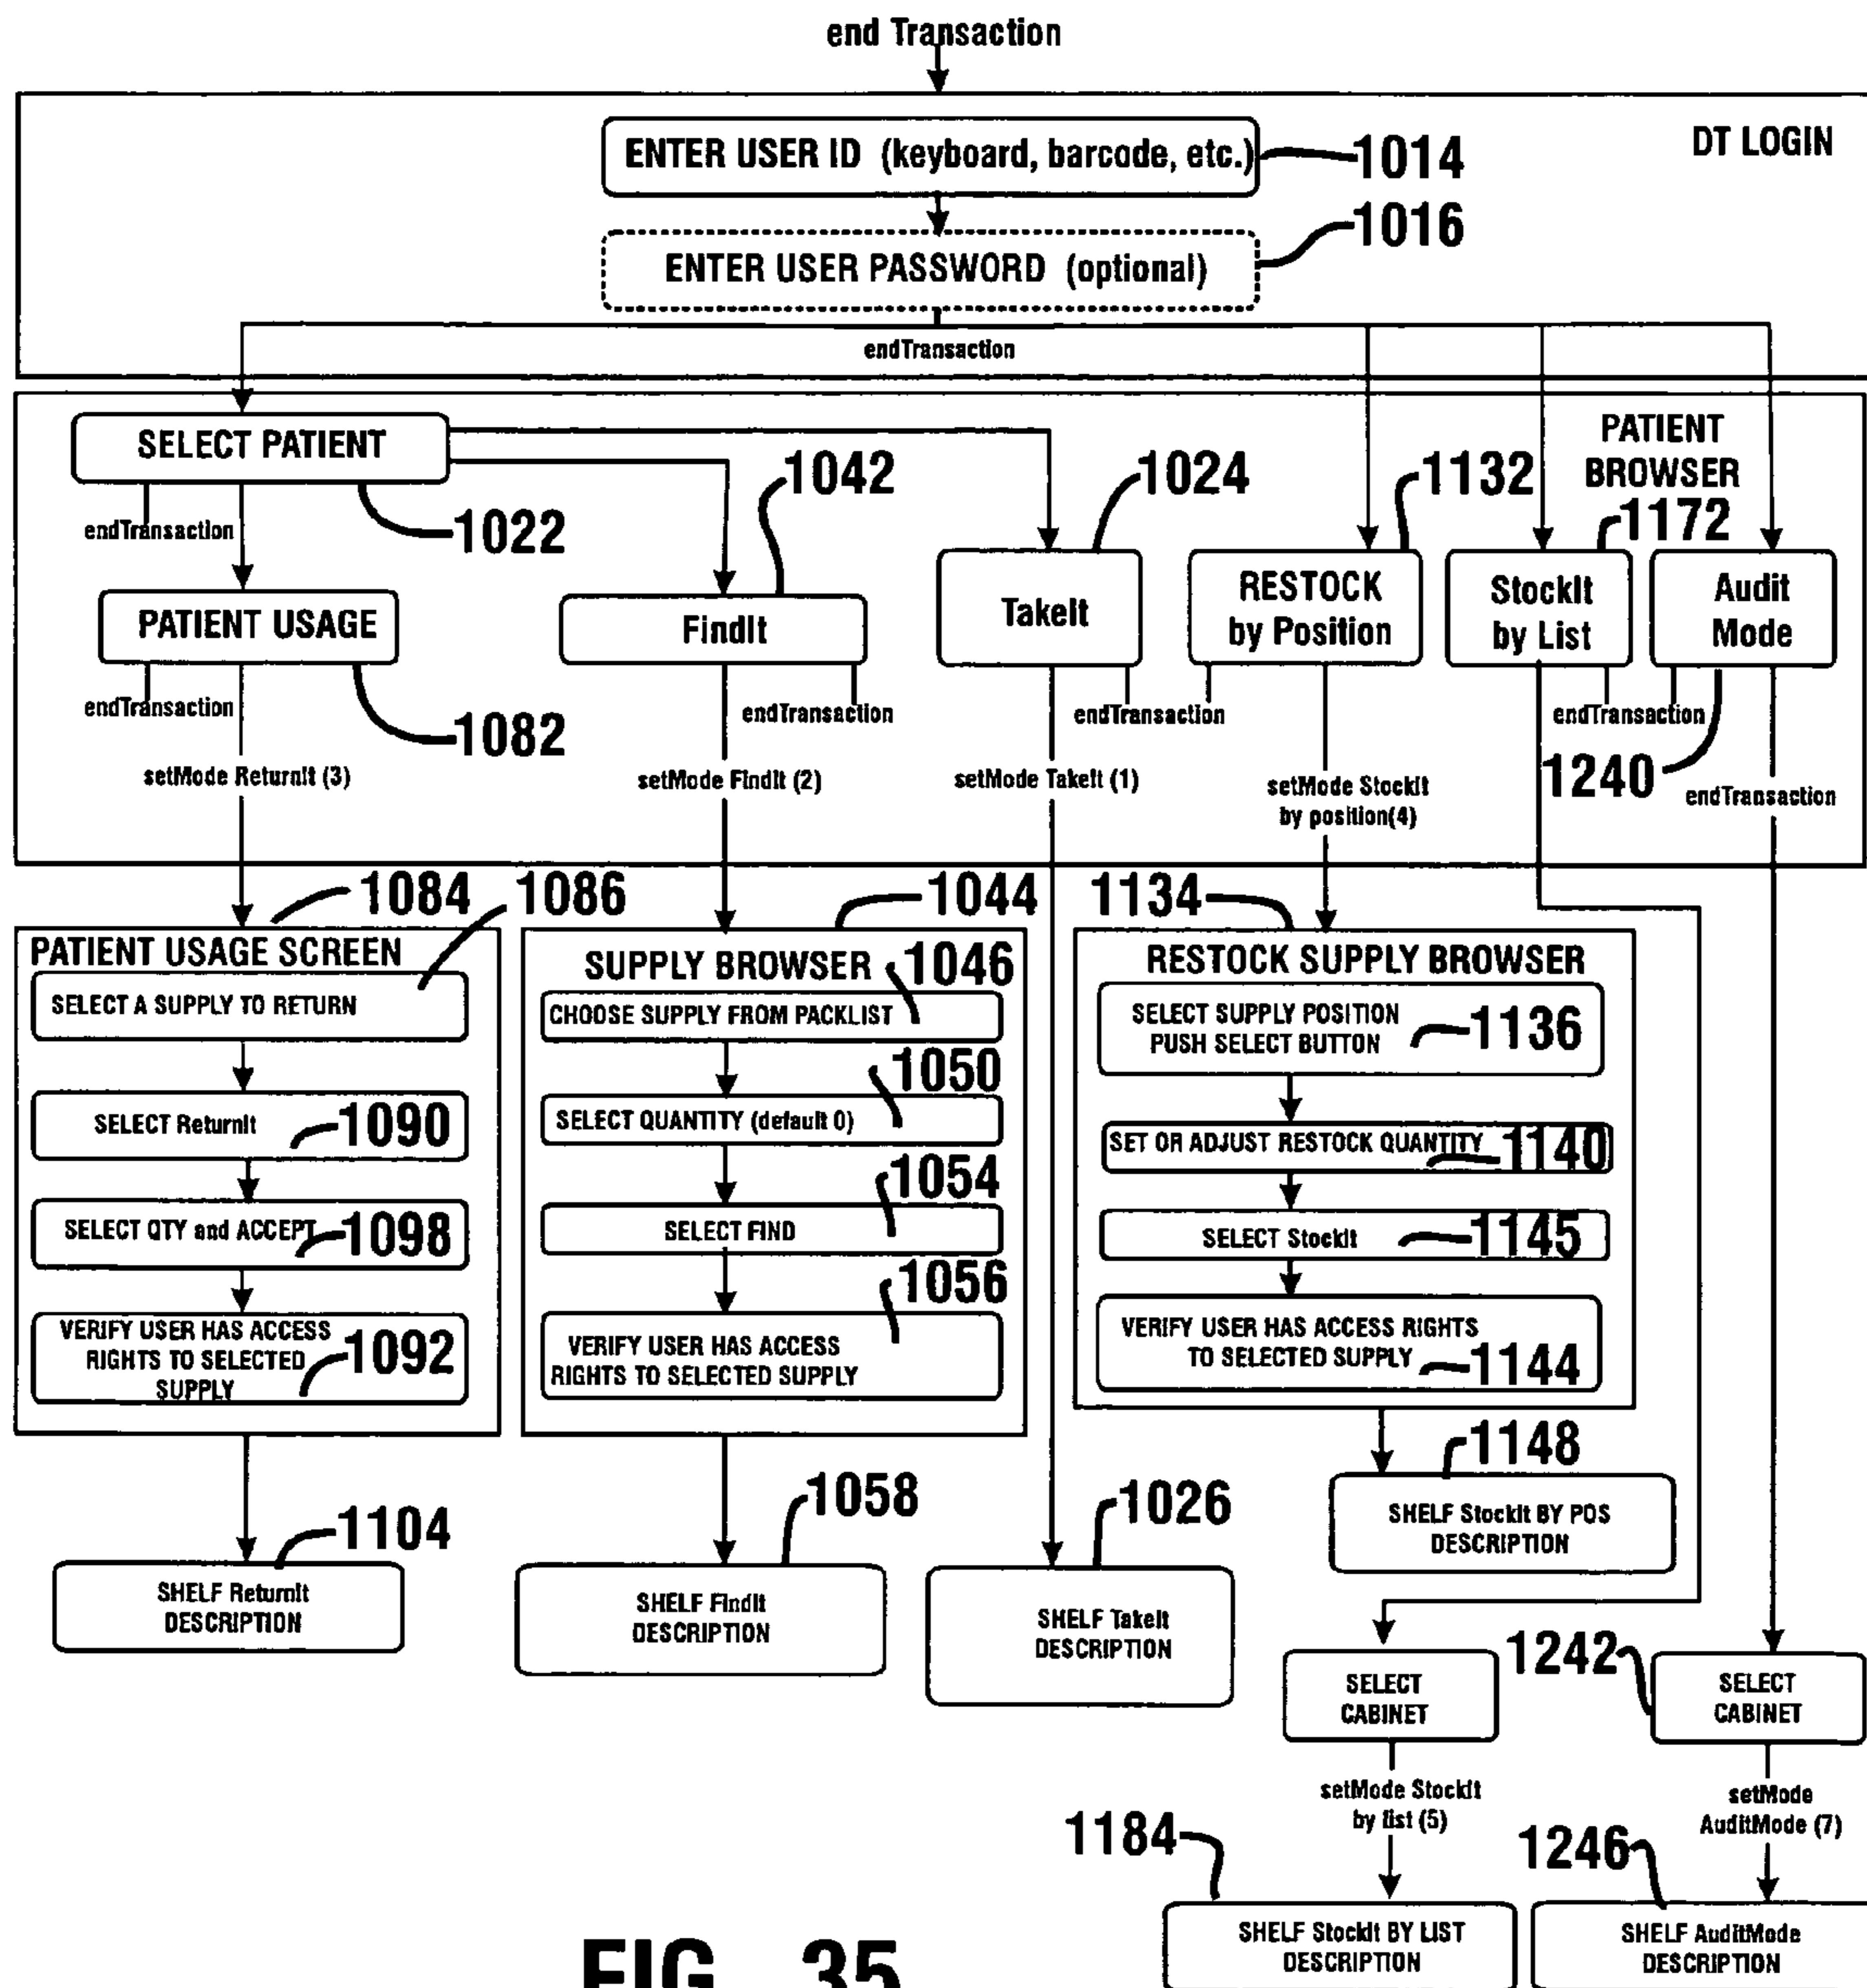 end Transaction
ENTER USER ID (keyboard, barcode, etc.)
1014
DT LOGIN
ENTER USER PASSWORD (optional)
1016
endTransaction
SELECT PATIENT
1022
endTransaction
PATIENT
BROWSER
1042
1024
1132
1172
PATIENT USAGE
1082
endTransaction
FindIt
endTransaction
TakeIt
endTransaction
RESTOCK
by Position
StockIt
by List
endTransaction
Audit
Mode
1240
endTransaction
setMode ReturnIt (3)
setMode FindIt (2)
setMode TakeIt (1)
setMode StockIt
by position(4)
1084
1086
PATIENT USAGE SCREEN
SELECT A SUPPLY TO RETURN
SELECT ReturnIt
1090
SELECT QTY and ACCEPT
1098
VERIFY USER HAS ACCESS
RIGHTS TO SELECTED
SUPPLY
1092
1104
SHELF ReturnIt
DESCRIPTION
1044
SUPPLY BROWSER
1046
CHOOSE SUPPLY FROM PACKLIST
1050
SELECT QUANTITY (default 0)
1054
SELECT FIND
1056
VERIFY USER HAS ACCESS
RIGHTS TO SELECTED SUPPLY
1058
SHELF FindIt
DESCRIPTION
1026
SHELF TakeIt
DESCRIPTION
1134
RESTOCK SUPPLY BROWSER
SELECT SUPPLY POSITION
PUSH SELECT BUTTON
1136
SET OR ADJUST RESTOCK QUANTITY
1140
SELECT StockIt
1145
VERIFY USER HAS ACCESS RIGHTS
TO SELECTED SUPPLY
1144
1148
SHELF StockIt BY POS
DESCRIPTION
SELECT
CABINET
setMode StockIt
by list (5)
1184
SHELF StockIt BY LIST
DESCRIPTION
1242
SELECT
CABINET
setMode
AuditMode (7)
1246
SHELF AuditMode
DESCRIPTION
FIG. 35